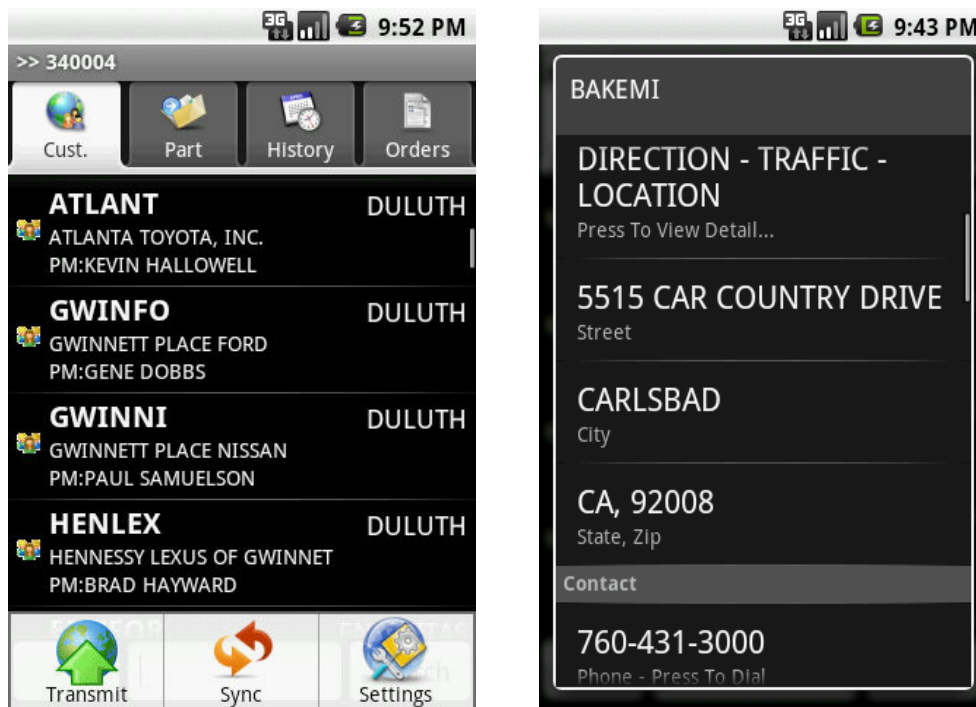 3G 9:52 PM
>> 340004
Cust. Part History Orders
ATLANT DULUTH
ATLANTA TOYOTA, INC.
PM:KEVIN HALLOWELL
GWINFO DULUTH
GWINNETT PLACE FORD
PM:GENE DOBBS
GWINNI DULUTH
GWINNETT PLACE NISSAN
PM:PAUL SAMUELSON
HENLEX DULUTH
HENNESSY LEXUS OF GWINNET
PM:BRAD HAYWARD
Transmit Sync Settings
3G 9:43 PM
BAKEMI
DIRECTION - TRAFFIC -
LOCATION
Press To View Detail...
5515 CAR COUNTRY DRIVE
Street
CARLSBAD
City
CA, 92008
State, Zip
Contact
760-431-3000
Phone - Press To Dial